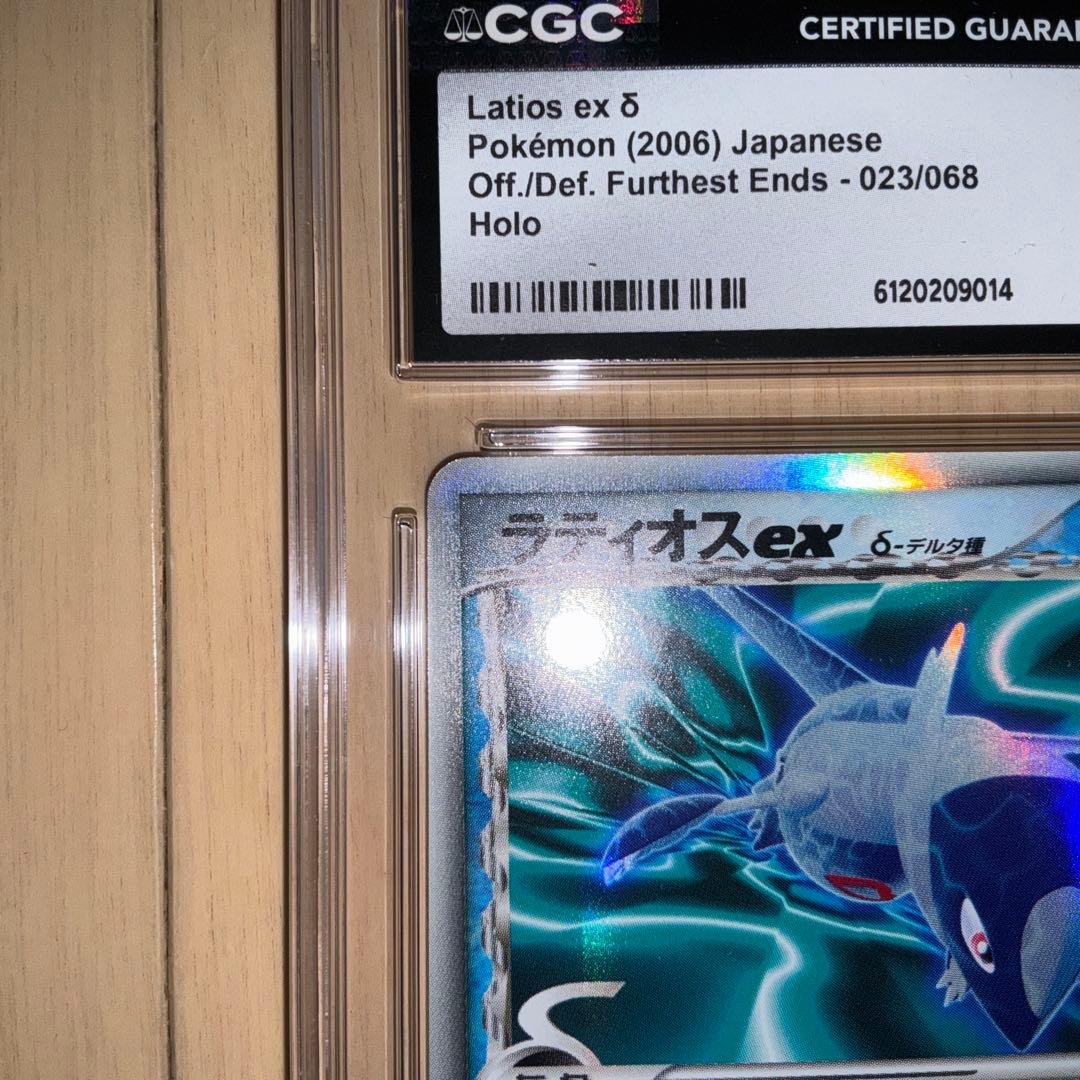 CGC
CERTIFIED GUARA
Latios ex δ
Pokémon (2006) Japanese
Off./Def. Furthest Ends - 023/068
Holo
6120209014
ラティオスex δ-デルタ種
δ